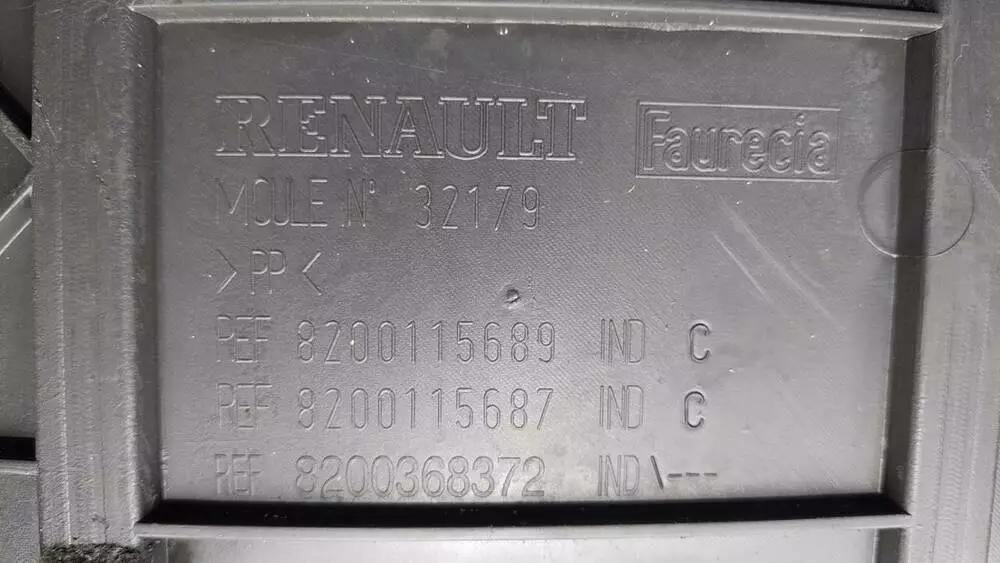 RENAULT Faurecia
MOULE N° 32179
>PP<
REF 8200115689 IND C
REF 8200115687 IND C
REF 8200368372 IND \---